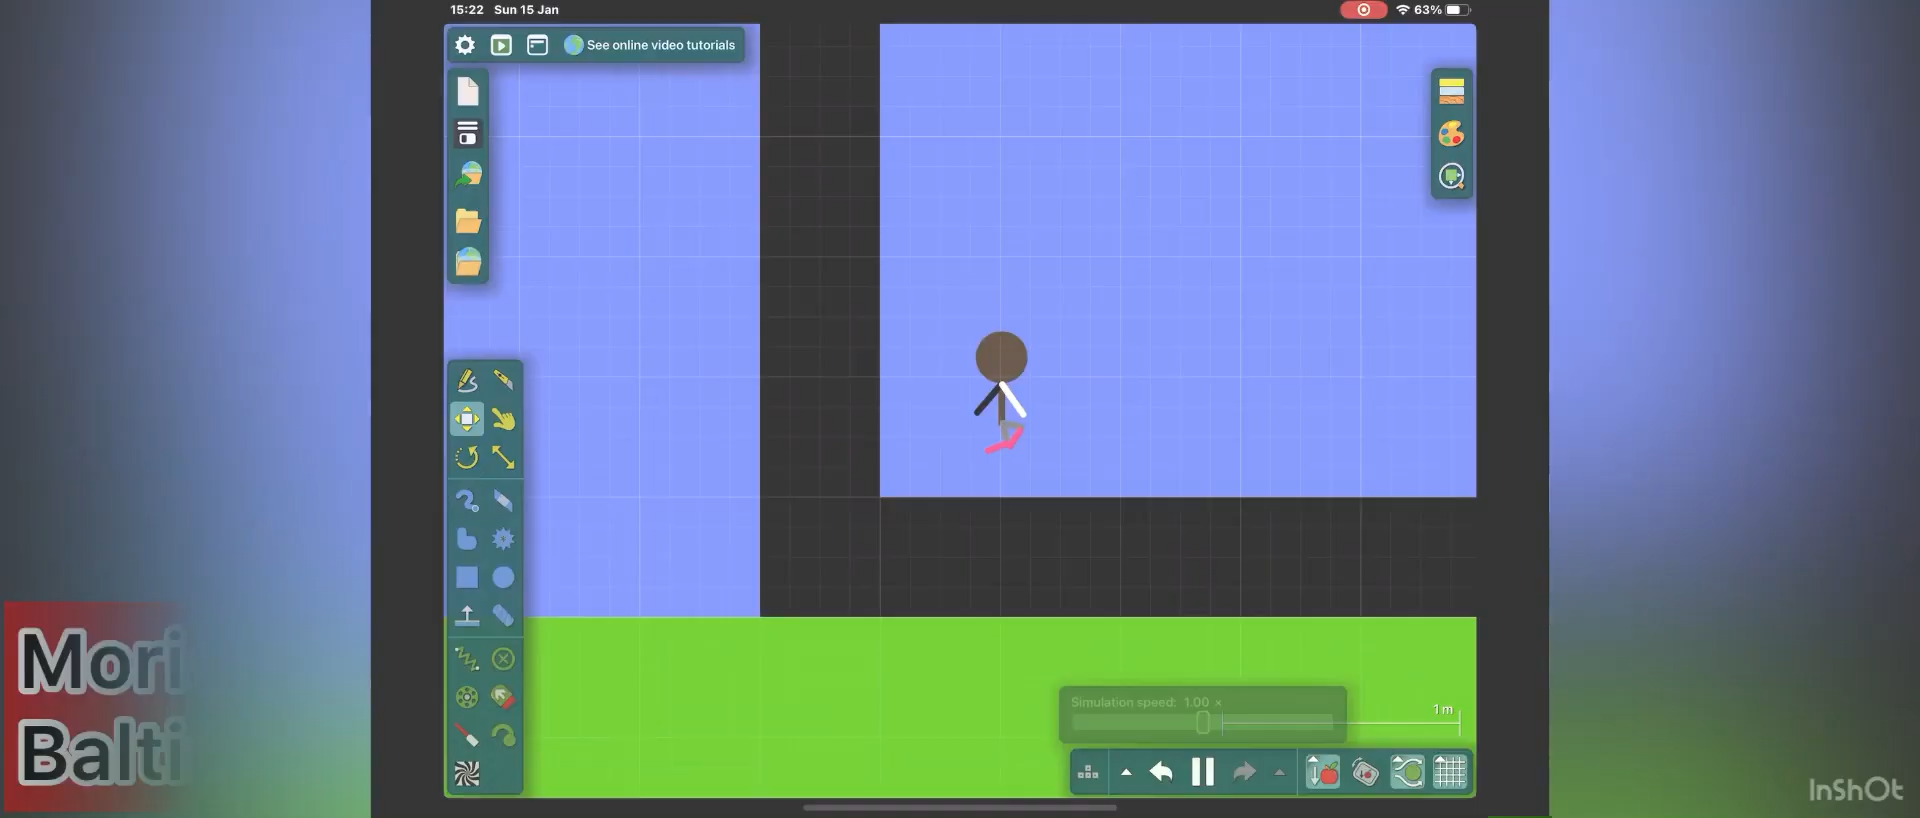 15:22 Sun 15 Jan
63%
See online video tutorials
Simulation speed: 1.00 ×
1 m
Mori
Balti
InShOt